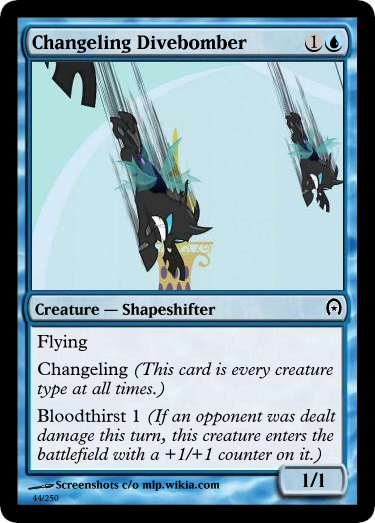 Changeling Divebomber 1
Creature — Shapeshifter
Flying
Changeling (This card is every creature
type at all times.)
Bloodthirst 1 (If an opponent was dealt
damage this turn, this creature enters the
battlefield with a +1/+1 counter on it.)
1/1
Screenshots c/o mlp.wikia.com
44/250